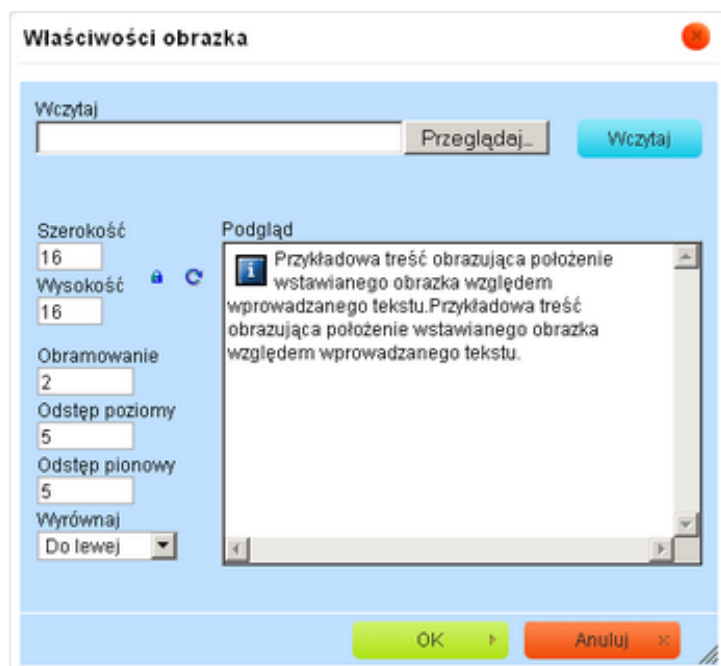 Właściwości obrazka
Wczytaj
Przeglądaj...
Wczytaj
Szerokość
16
Wysokość
16
Obramowanie
2
Odstęp poziomy
5
Odstęp pionowy
5
Wyrównaj
Do lewej
Podgląd
i
Przykładowa treść obrazująca położenie
wstawianego obrazka względem
wprowadzanego tekstu.Przykładowa treść
obrazująca położenie wstawianego obrazka
względem wprowadzanego tekstu.
OK
Anuluj